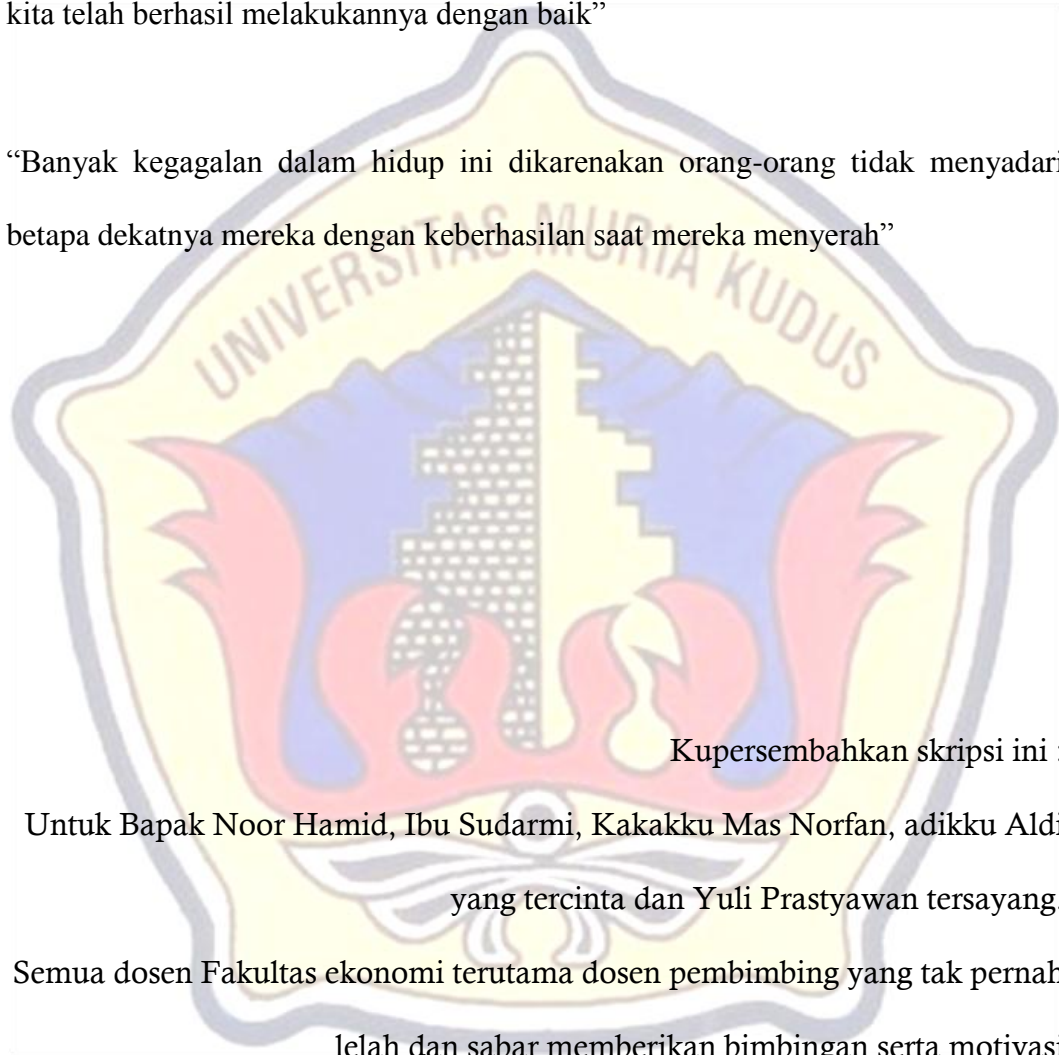 kita telah berhasil melakukannya dengan baik”
“Banyak kegagalan dalam hidup ini dikarenakan orang-orang tidak menyadari
betapa dekatnya mereka dengan keberhasilan saat mereka menyerah”
UNIVERSITAS MURIA KUDUS
Kupersembahkan skripsi ini :
Untuk Bapak Noor Hamid, Ibu Sudarmi, Kakakku Mas Norfan, adikku Aldi
yang tercinta dan Yuli Prastyawan tersayang.
Semua dosen Fakultas ekonomi terutama dosen pembimbing yang tak pernah
lelah dan sabar memberikan bimbingan serta motivasi